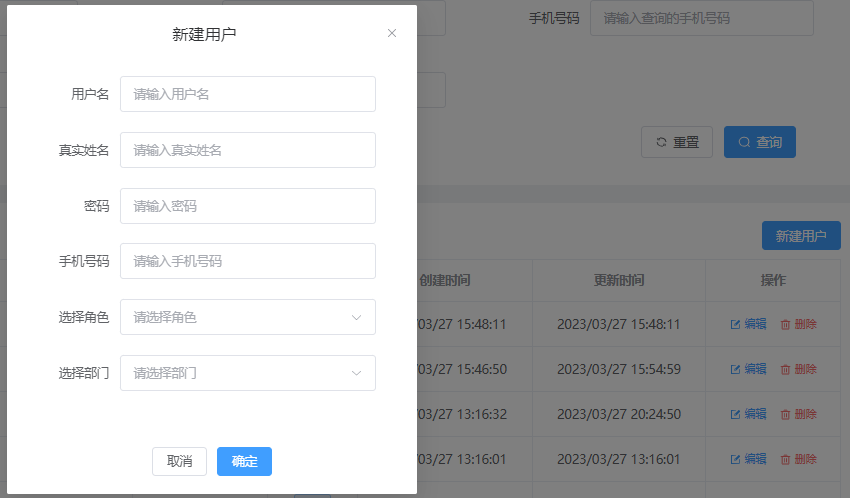 新建用户
用户名 请输入用户名
真实姓名 请输入真实姓名
密码 请输入密码
手机号码 请输入手机号码
选择角色 请选择角色
选择部门 请选择部门
取消 确定
手机号码 请输入查询的手机号码
重置 查询
新建用户
创建时间 更新时间 操作
/03/27 15:48:11 2023/03/27 15:48:11 编辑 删除
/03/27 15:46:50 2023/03/27 15:54:59 编辑 删除
/03/27 13:16:32 2023/03/27 20:24:50 编辑 删除
/03/27 13:16:01 2023/03/27 13:16:01 编辑 删除